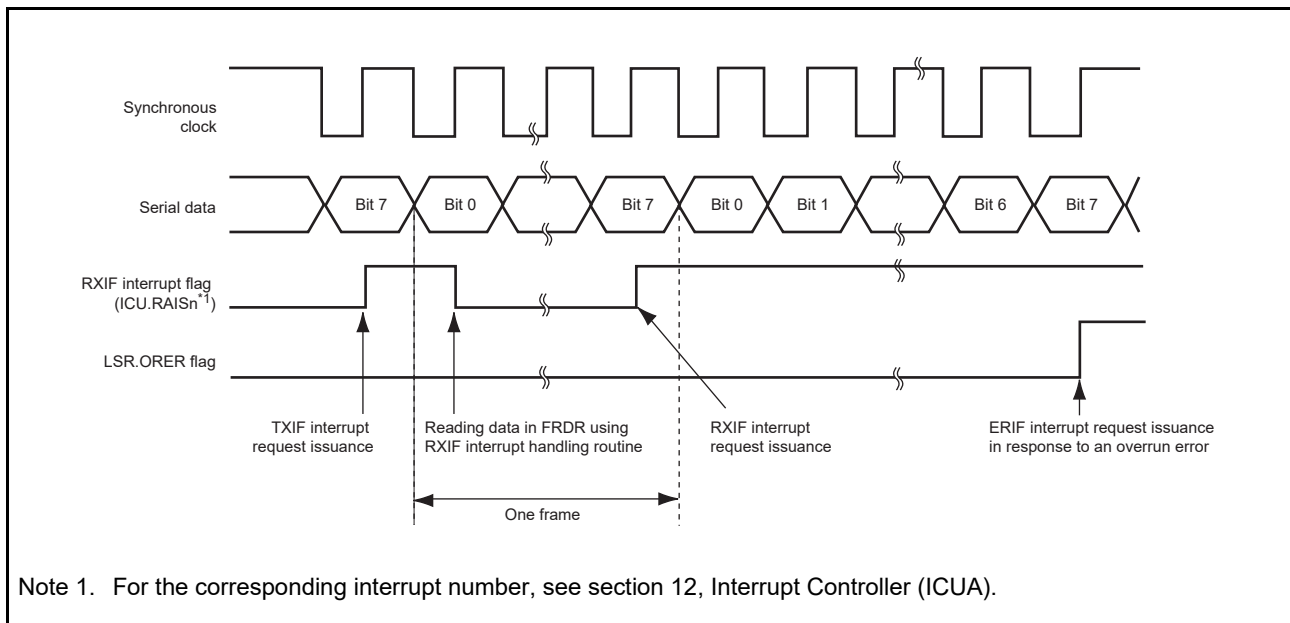 Synchronous
clock
Serial data
Bit 7
Bit 0
Bit 7
Bit 0
Bit 1
Bit 6
Bit 7
RXIF interrupt flag
(ICU.RAISn*1)
LSR.ORER flag
TXIF interrupt
request issuance
Reading data in FRDR using
RXIF interrupt handling routine
RXIF interrupt
request issuance
ERIF interrupt request issuance
in response to an overrun error
One frame
Note 1. For the corresponding interrupt number, see section 12, Interrupt Controller (ICUA).